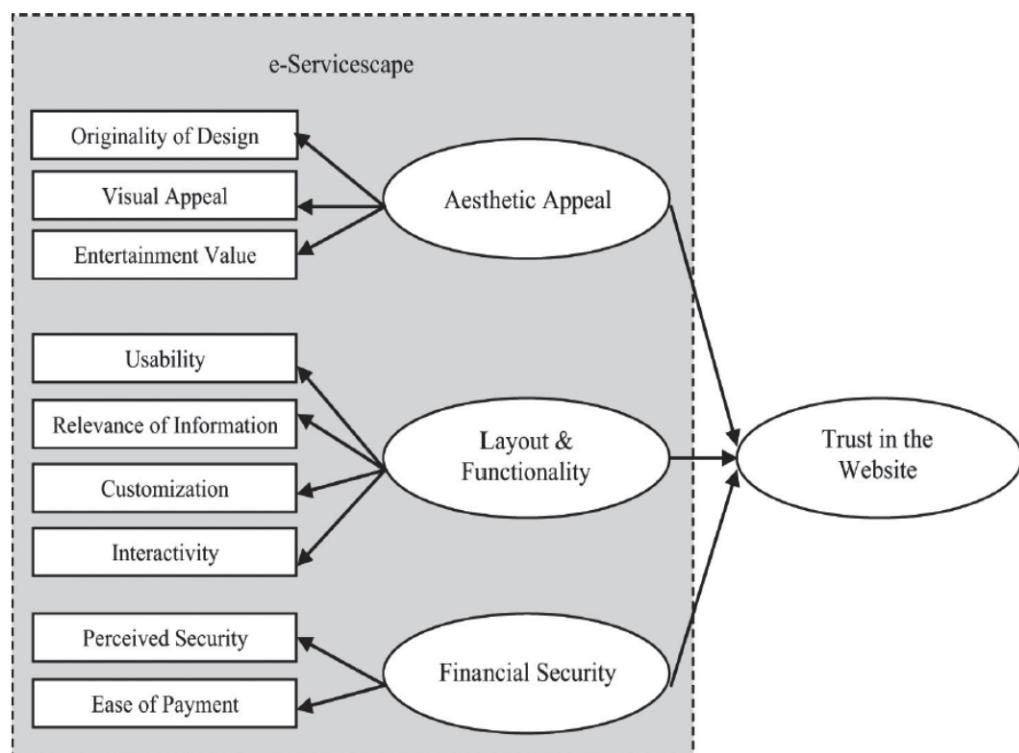 e-Servicescape
Originality of Design
Visual Appeal
Entertainment Value
Aesthetic Appeal
Usability
Relevance of Information
Customization
Interactivity
Layout &
Functionality
Trust in the
Website
Perceived Security
Ease of Payment
Financial Security